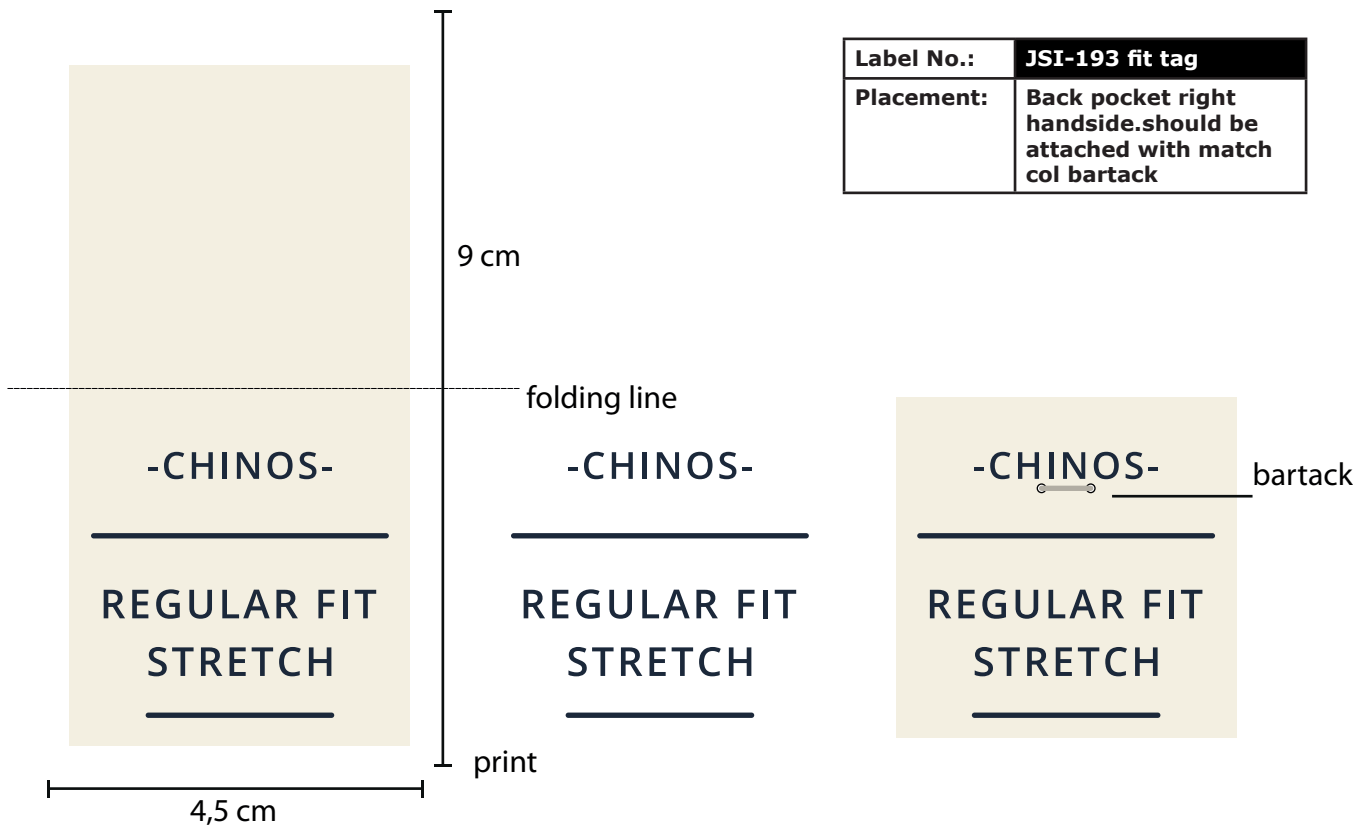 Label No.: JSI-193 fit tag
Placement: Back pocket right
handside.should be
attached with match
col bartack
9 cm
folding line
-CHINOS-
REGULAR FIT
STRETCH
4,5 cm
-CHINOS-
REGULAR FIT
STRETCH
print
-CHINOS-
REGULAR FIT
STRETCH
bartack